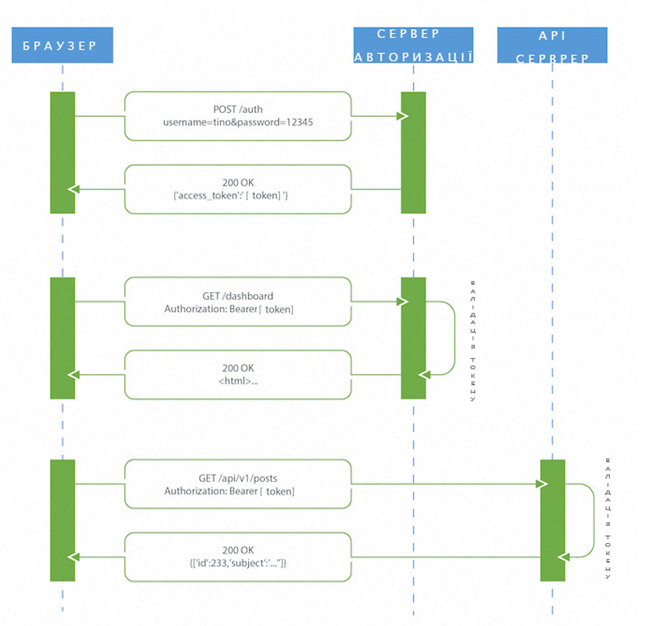 БРАУЗЕР
СЕРВЕР
АВТОРИЗАЦІЇ
API
СЕРВРЕР
POST /auth
username=tino&password=12345
200 OK
{'access_token':' [ token] '}
GET /dashboard
Authorization: Bearer [ token]
ВАЛІДАЦІЯ ТОКЕНУ
200 OK
<html>...
GET /api/v1/posts
Authorization: Bearer [ token]
ВАЛІДАЦІЯ ТОКЕНУ
200 OK
{['id':233,'subject':'..."]}